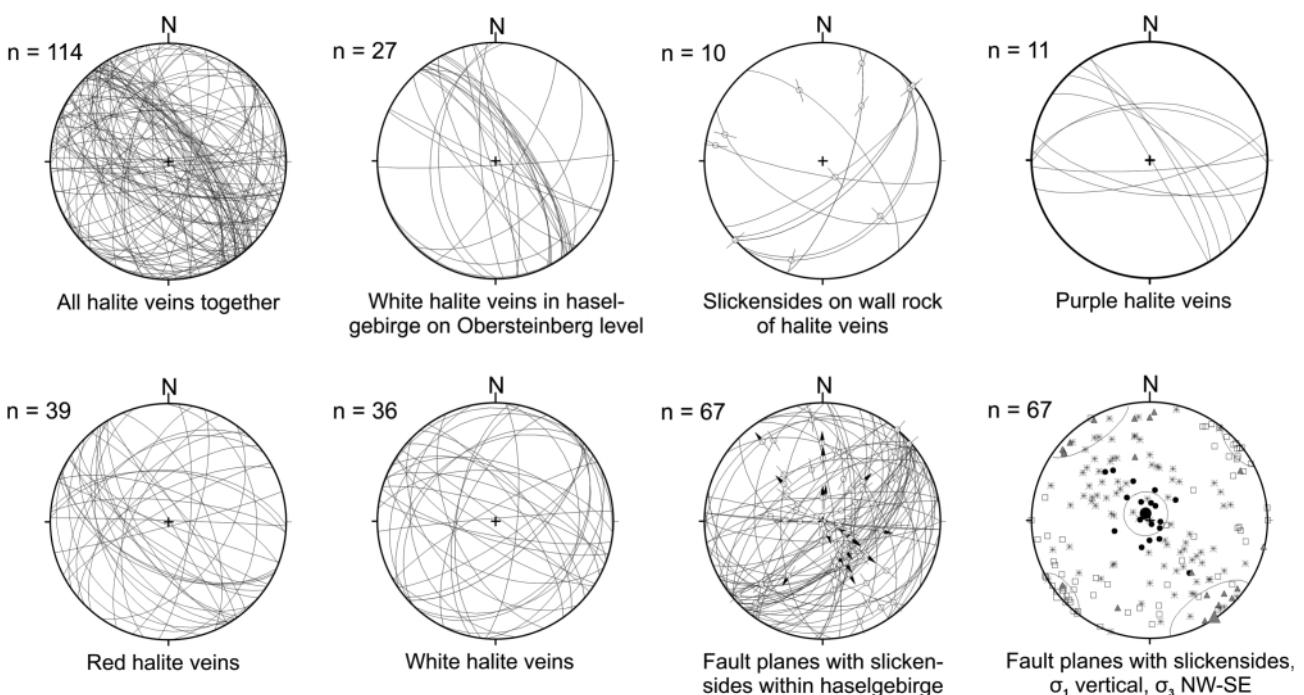 N
N
N
N
n = 114
n = 27
n = 10
n = 11
All halite veins together
White halite veins in hasel-
gebirge on Obersteinberg level
Slickensides on wall rock
of halite veins
Purple halite veins
N
N
N
N
n = 39
n = 36
n = 67
n = 67
Red halite veins
White halite veins
Fault planes with slicken-
sides within haselgebirge
Fault planes with slickensides,
σ₁ vertical, σ₃ NW-SE